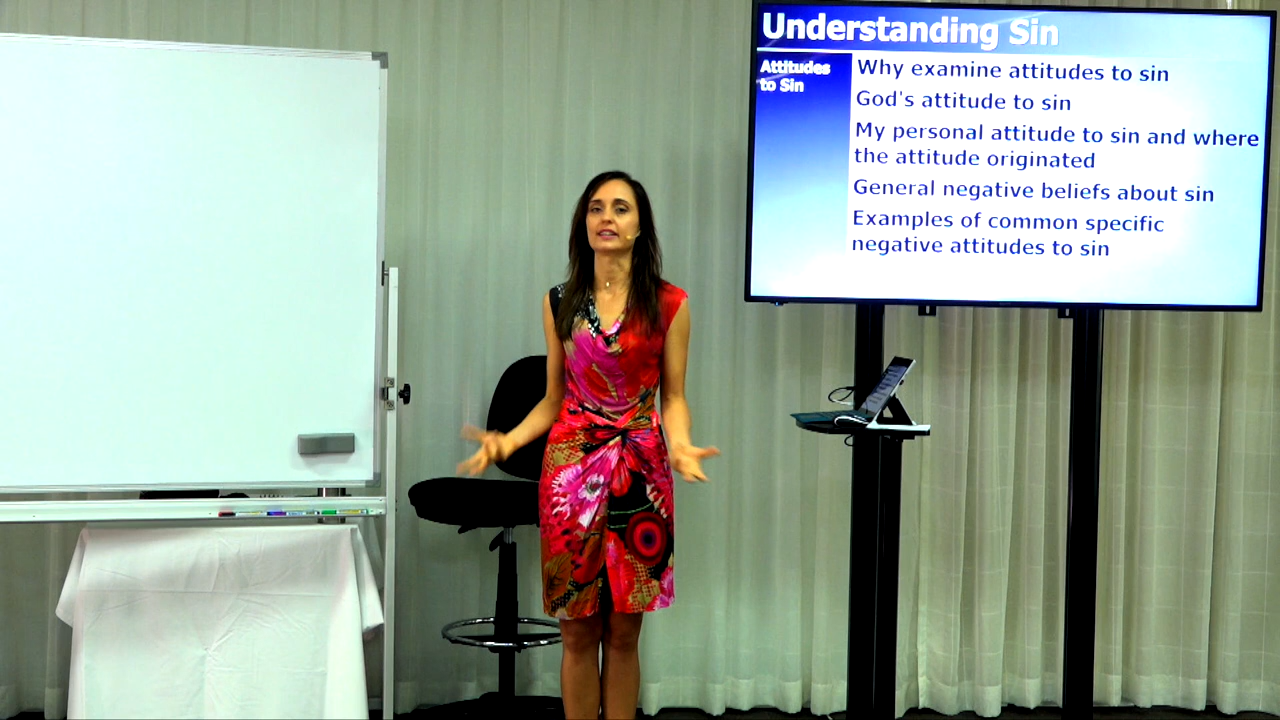 Understanding Sin
Attitudes
to Sin
Why examine attitudes to sin
God's attitude to sin
My personal attitude to sin and where
the attitude originated
General negative beliefs about sin
Examples of common specific
negative attitudes to sin